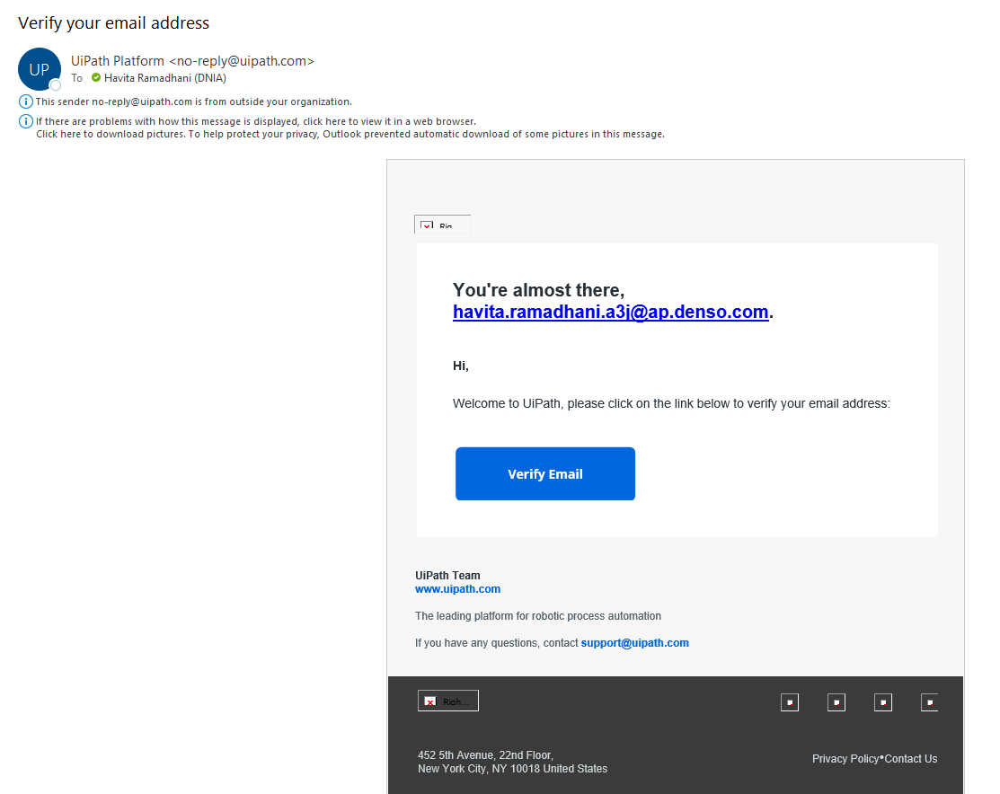 Verify your email address
UP
UiPath Platform <no-reply@uipath.com>
To Havita Ramadhani (DNIA)
This sender no-reply@uipath.com is from outside your organization.
If there are problems with how this message is displayed, click here to view it in a web browser.
Click here to download pictures. To help protect your privacy, Outlook prevented automatic download of some pictures in this message.
Rig
You're almost there,
havita.ramadhani.a3j@ap.denso.com.
Hi,
Welcome to UiPath, please click on the link below to verify your email address:
Verify Email
UiPath Team
www.uipath.com
The leading platform for robotic process automation
If you have any questions, contact support@uipath.com
Righ...
452 5th Avenue, 22nd Floor,
New York City, NY 10018 United States
Privacy Policy•Contact Us